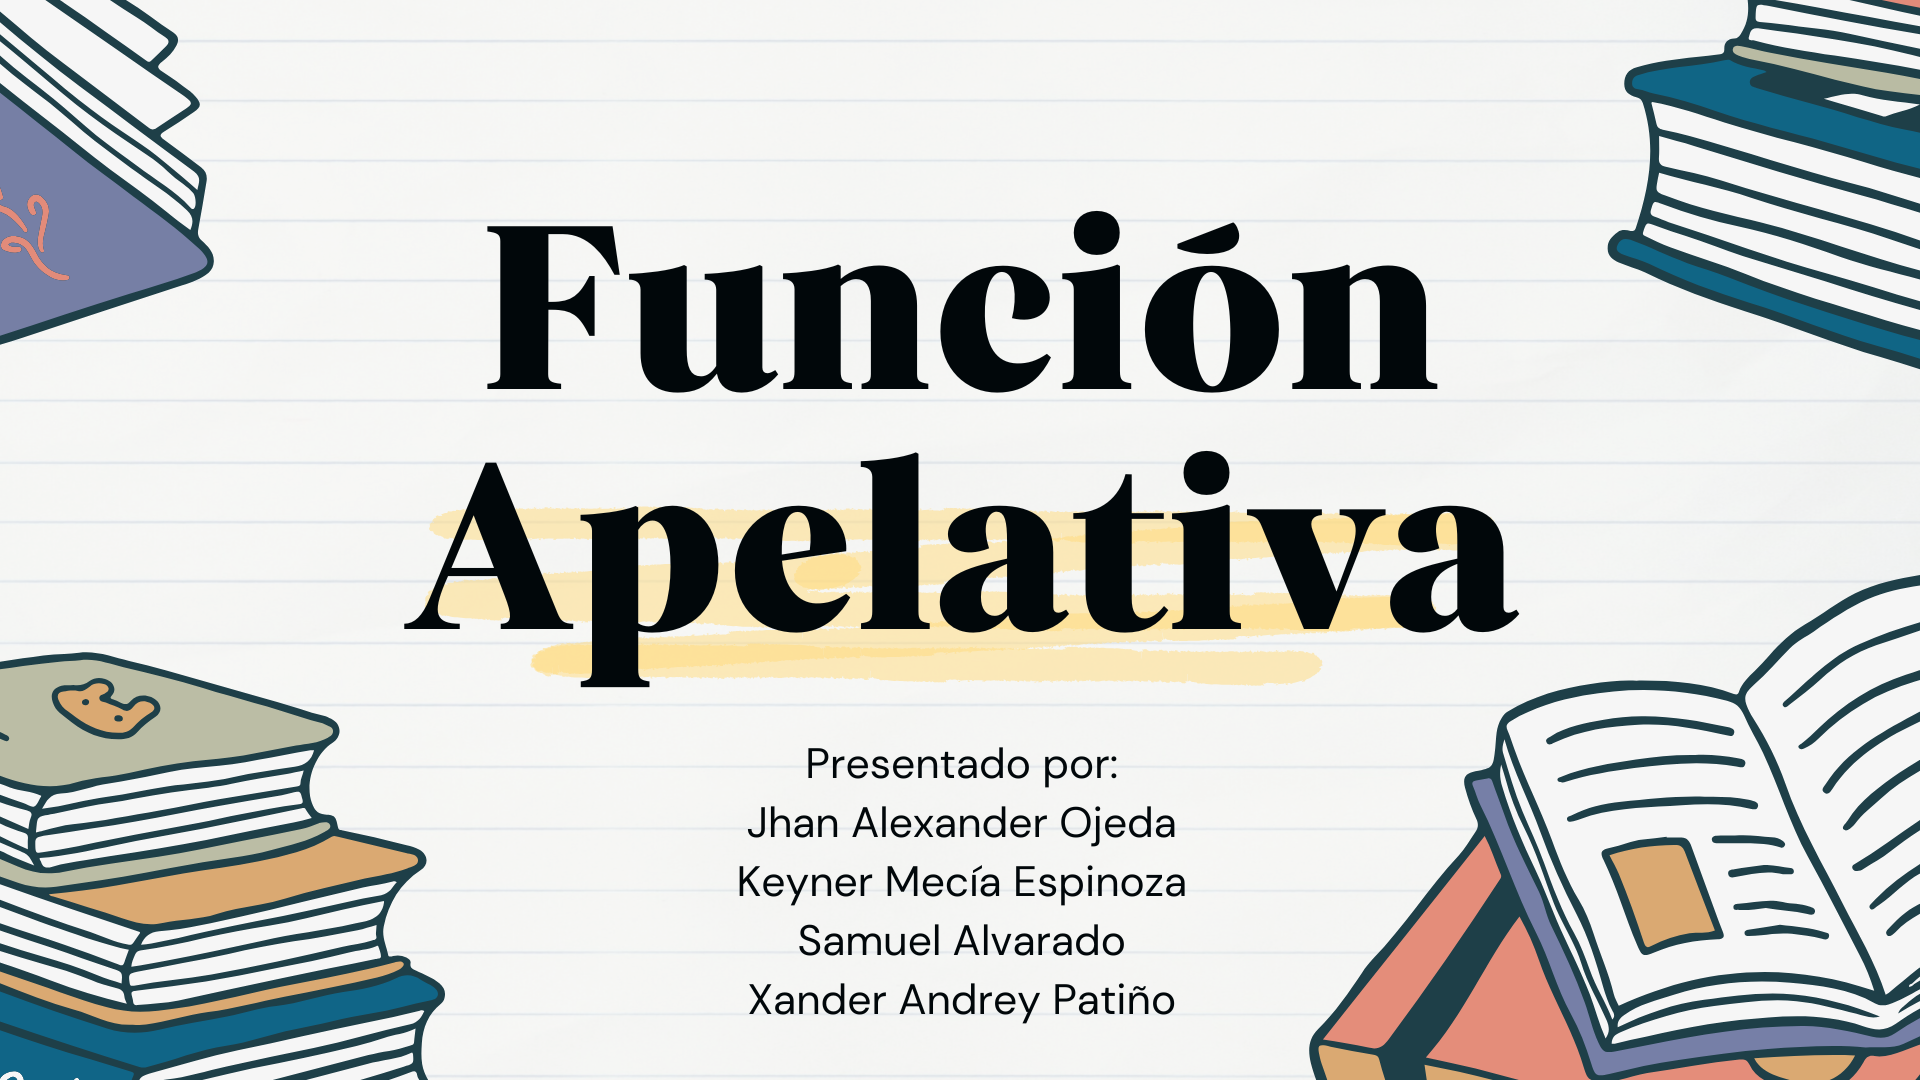 Función
Apelativa
Presentado por:
Jhan Alexander Ojeda
Keyner Mecía Espinoza
Samuel Alvarado
Xander Andrey Patiño